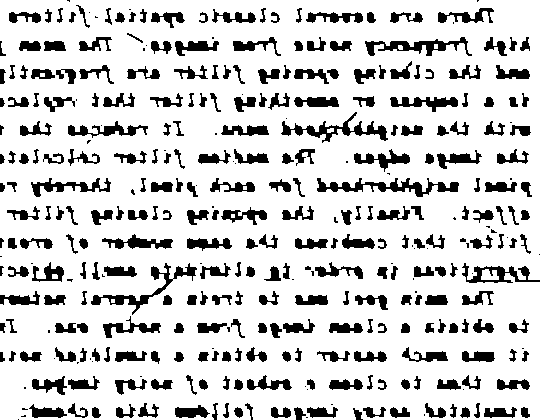 There are several classic spatial filters
high frequency noise from images. The mean
and the closing opening filter are frequently
is a lowpass or smoothing filter that replace
with the neighborhood mean. It reduces the
the image edges. The median filter calculate
pixel neighborhood for each pixel, thereby re
effect. Finally, the opening closing filter
filter that combines the same number of erosi
operations in order to eliminate small object
The main goal was to train a neural networ
to obtain a clean image from a noisy one. In
it was much easier to obtain a simulated nois
one than to clean a subset of noisy images.
simulated noisy images follows this scheme: